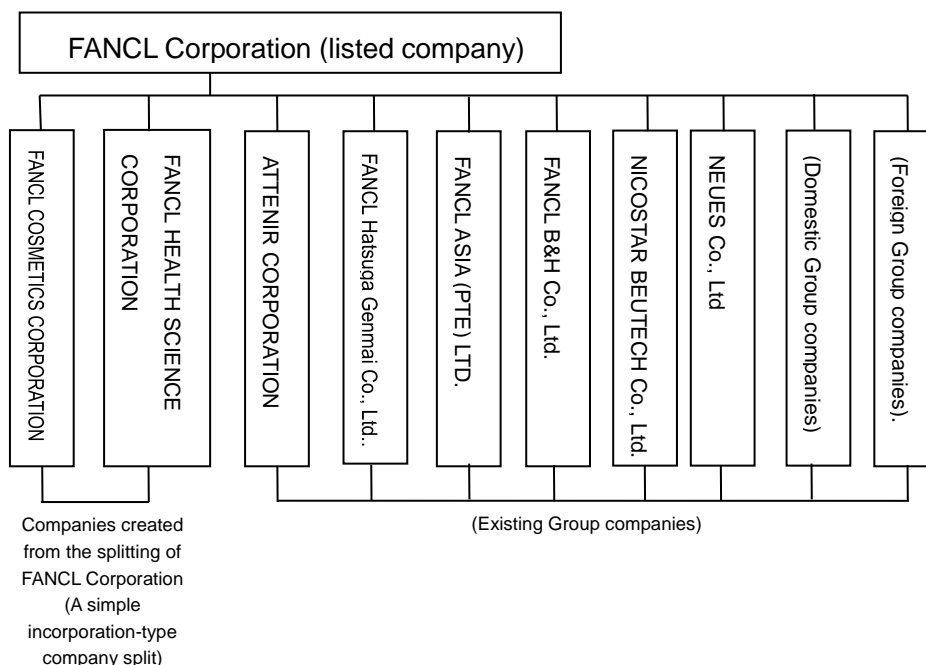 FANCL Corporation (listed company)
FANCL COSMETICS CORPORATION
FANCL HEALTH SCIENCE
CORPORATION
ATTENIR CORPORATION
FANCL Hatsuga Genmai Co., Ltd..
FANCL ASIA (PTE) LTD.
FANCL B&H Co., Ltd.
NICOSTAR BEUTECH Co., Ltd.
NEUES Co., Ltd
(Domestic Group companies)
(Foreign Group companies).
Companies created
from the splitting of
FANCL Corporation
(A simple
incorporation-type
company split)
(Existing Group companies)